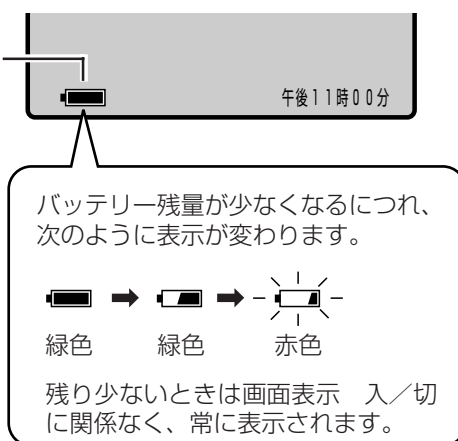 午後11時00分
バッテリー残量が少なくなるにつれ、
次のように表示が変わります。
緑色 緑色 赤色
残り少ないときは画面表示 入/切
に関係なく、常に表示されます。